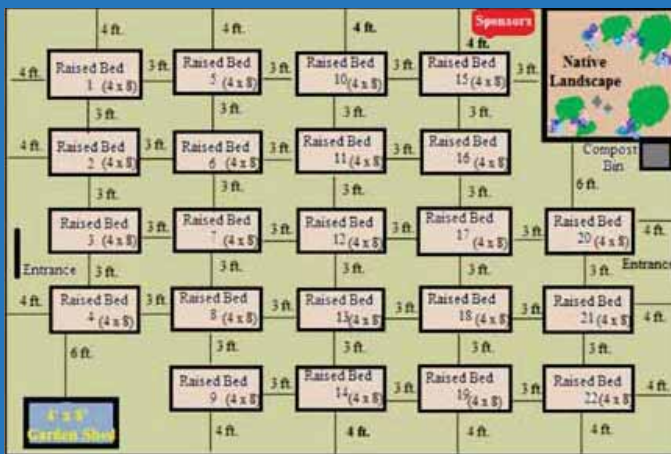 4 ft. 4 ft. 4 ft. Sponsors
4 ft.
Native
Landscape
4 ft. Raised Bed 3 ft. Raised Bed 3 ft. Raised Bed 3 ft. Raised Bed 3 ft.
1 (4 x 8) 5 (4 x 8) 10 (4 x 8) 15 (4 x 8)
3 ft. 3 ft. 3 ft. 3 ft.
4 ft. Raised Bed 3 ft. Raised Bed 3 ft. Raised Bed 3 ft. Raised Bed Compost
2 (4 x 8) 6 (4 x 8) 11 (4 x 8) 16 (4 x 8) Bin
3 ft. 3 ft. 3 ft. 3 ft. 6 ft.
Raised Bed 3 ft. Raised Bed 3 ft. Raised Bed 3 ft. Raised Bed 3 ft. Raised Bed 4 ft.
3 (4 x 8) 7 (4 x 8) 12 (4 x 8) 17 (4 x 8) 20 (4 x 8)
Entrance 3 ft. 3 ft. 3 ft. 3 ft. 3 ft. Entrance
4 ft. Raised Bed 3 ft. Raised Bed 3 ft. Raised Bed 3 ft. Raised Bed 3 ft. Raised Bed 4 ft.
4 (4 x 8) 8 (4 x 8) 13 (4 x 8) 18 (4 x 8) 21 (4 x 8)
6 ft. 3 ft. 3 ft. 3 ft. 3 ft.
Raised Bed 3 ft. Raised Bed 3 ft. Raised Bed 3 ft. Raised Bed 4 ft.
9 (4 x 8) 14 (4 x 8) 19 (4 x 8) 22 (4 x 8)
4' x 8'
Garden Shed
4 ft. 4 ft. 4 ft. 4 ft.